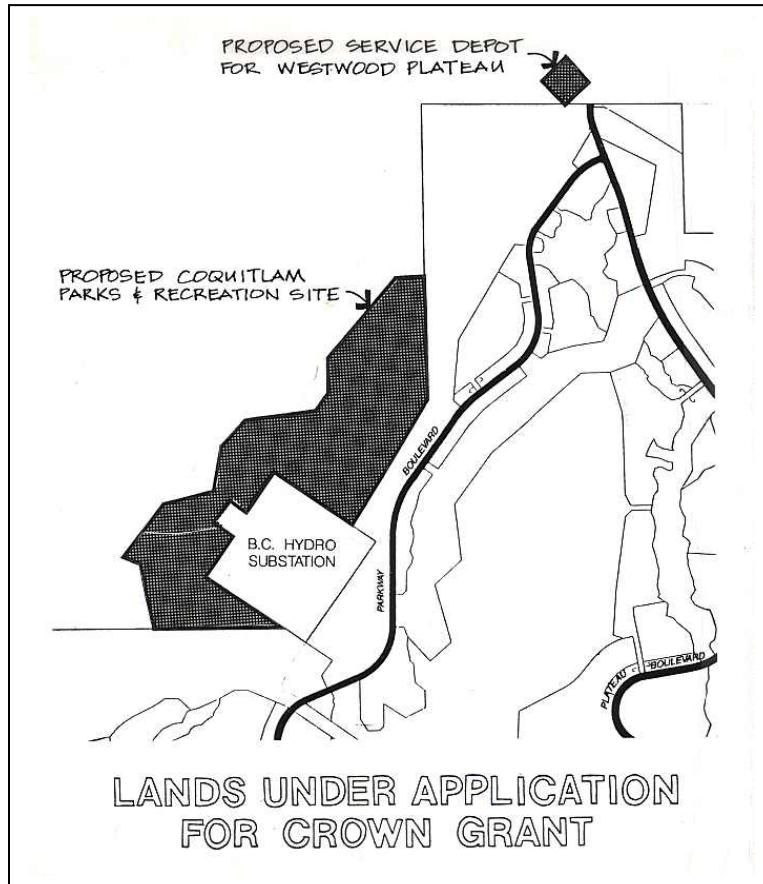 PROPOSED SERVICE DEPOT
FOR WESTWOOD PLATEAU
PROPOSED COQUITLAM
PARKS & RECREATION SITE
BOULEVARD
B.C. HYDRO
SUBSTATION
PARKWAY
PLATEAU
BOULEVARD
LANDS UNDER APPLICATION
FOR CROWN GRANT